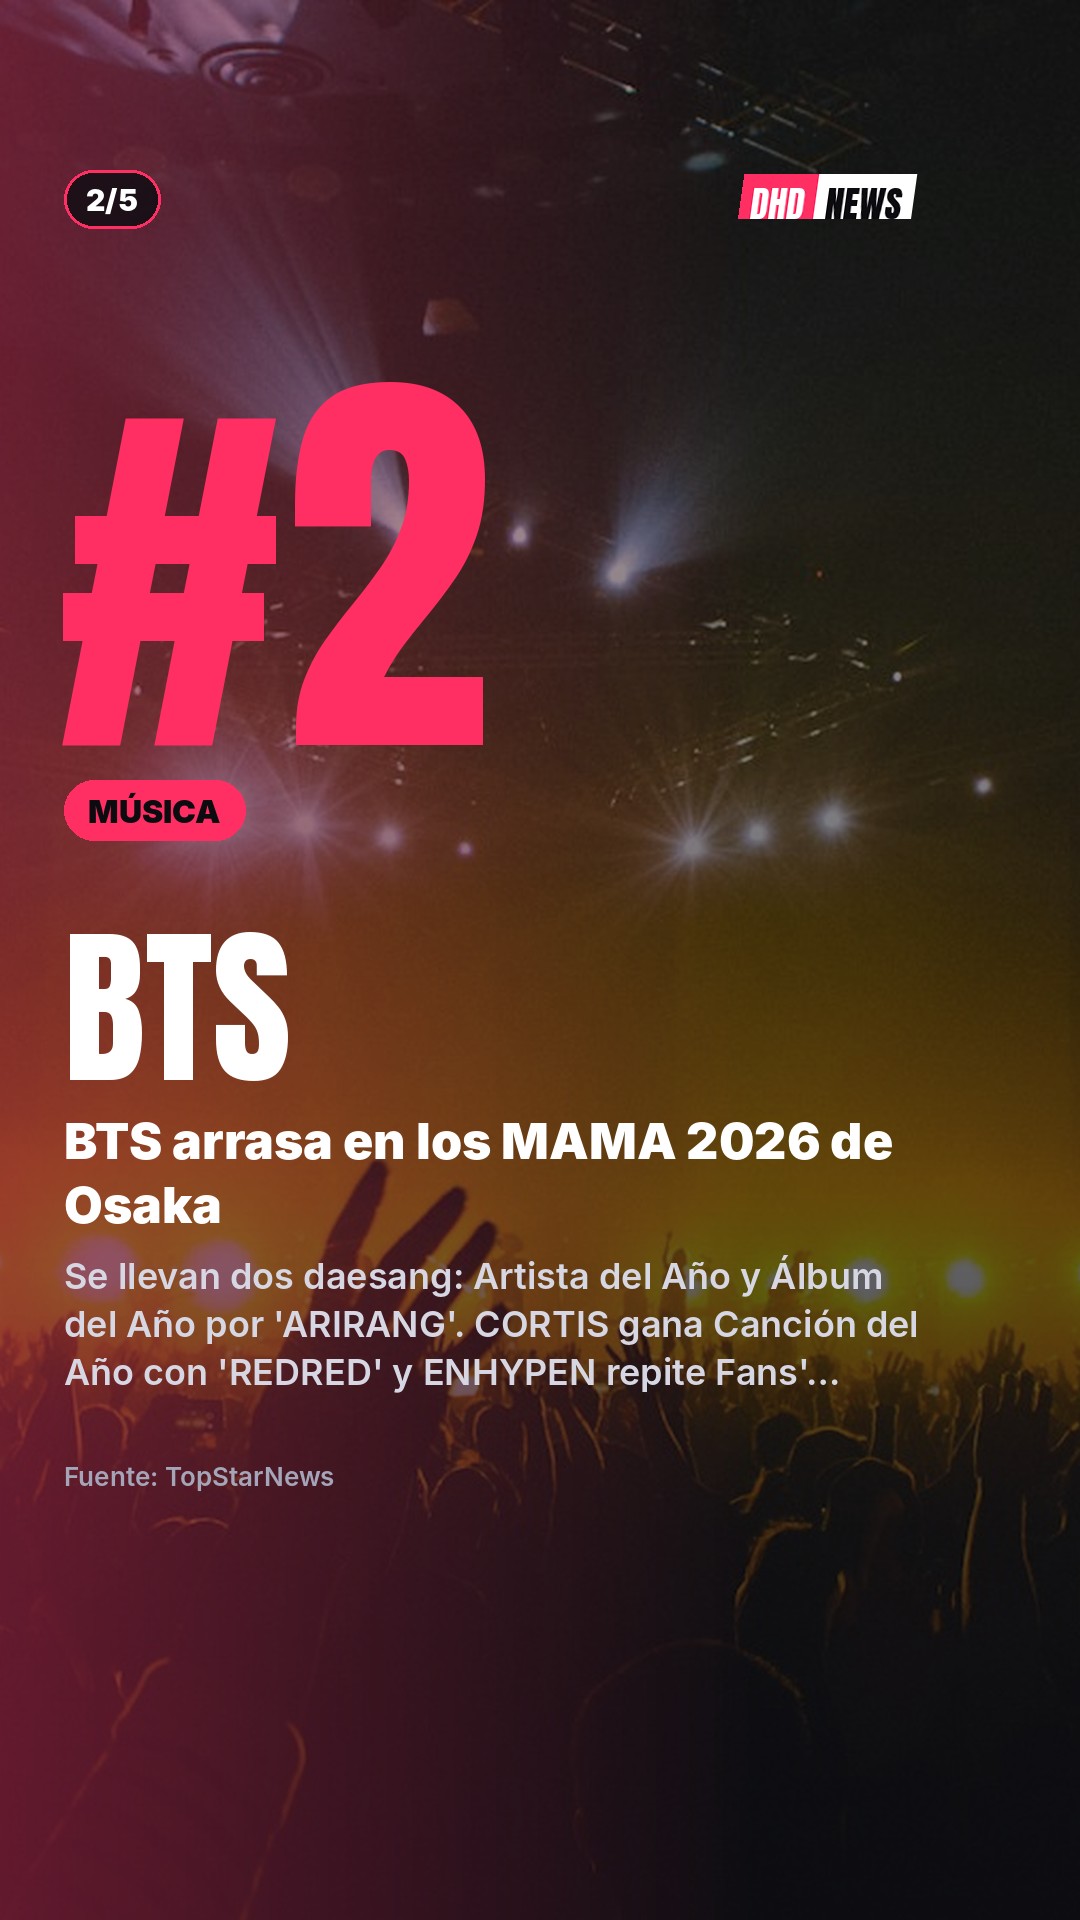 2/5
DHD NEWS
#2
MÚSICA
BTS
BTS arrasa en los MAMA 2026 de
Osaka
Se llevan dos daesang: Artista del Año y Álbum
del Año por 'ARIRANG'. CORTIS gana Canción del
Año con 'REDRED' y ENHYPEN repite Fans'...
Fuente: TopStarNews